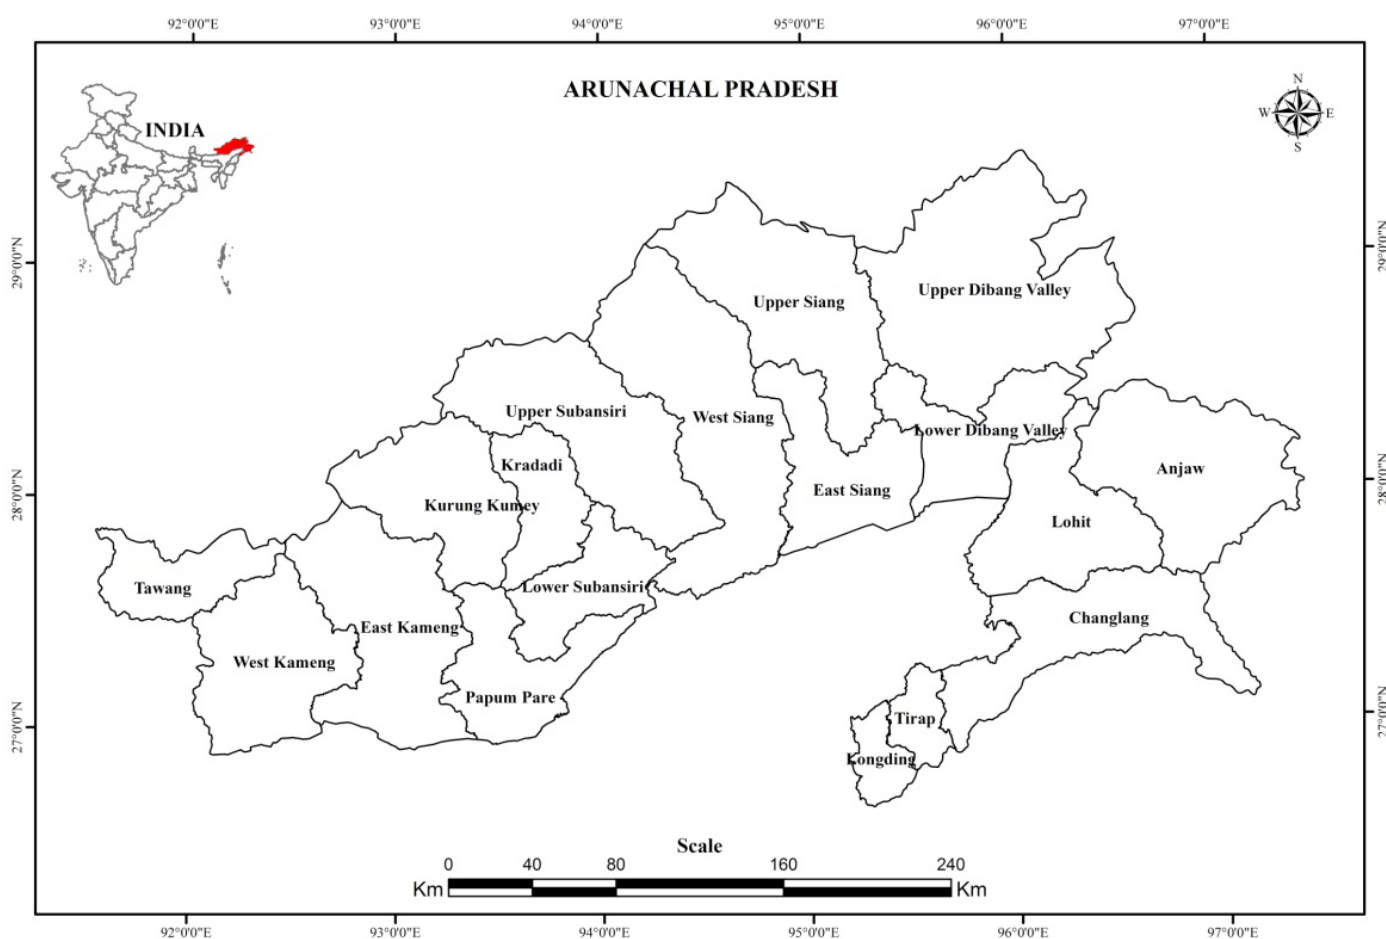 92°0'0"E 93°0'0"E 94°0'0"E 95°0'0"E 96°0'0"E 97°0'0"E
ARUNACHAL PRADESH
INDIA
N
W E
S
29°0'0"N 29°0'0"N
28°0'0"N 28°0'0"N
27°0'0"N 27°0'0"N
Upper Dibang Valley
Upper Siang
Upper Subansiri
West Siang
Lower Dibang Valley
Kradadi
Anjaw
East Siang
Kurung Kumey
Lohit
Tawang
Lower Subansiri
Changlang
East Kameng
West Kameng
Papum Pare
Tirap
Longding
Scale
0 40 80 160 240
Km Km
92°0'0"E 93°0'0"E 94°0'0"E 95°0'0"E 96°0'0"E 97°0'0"E